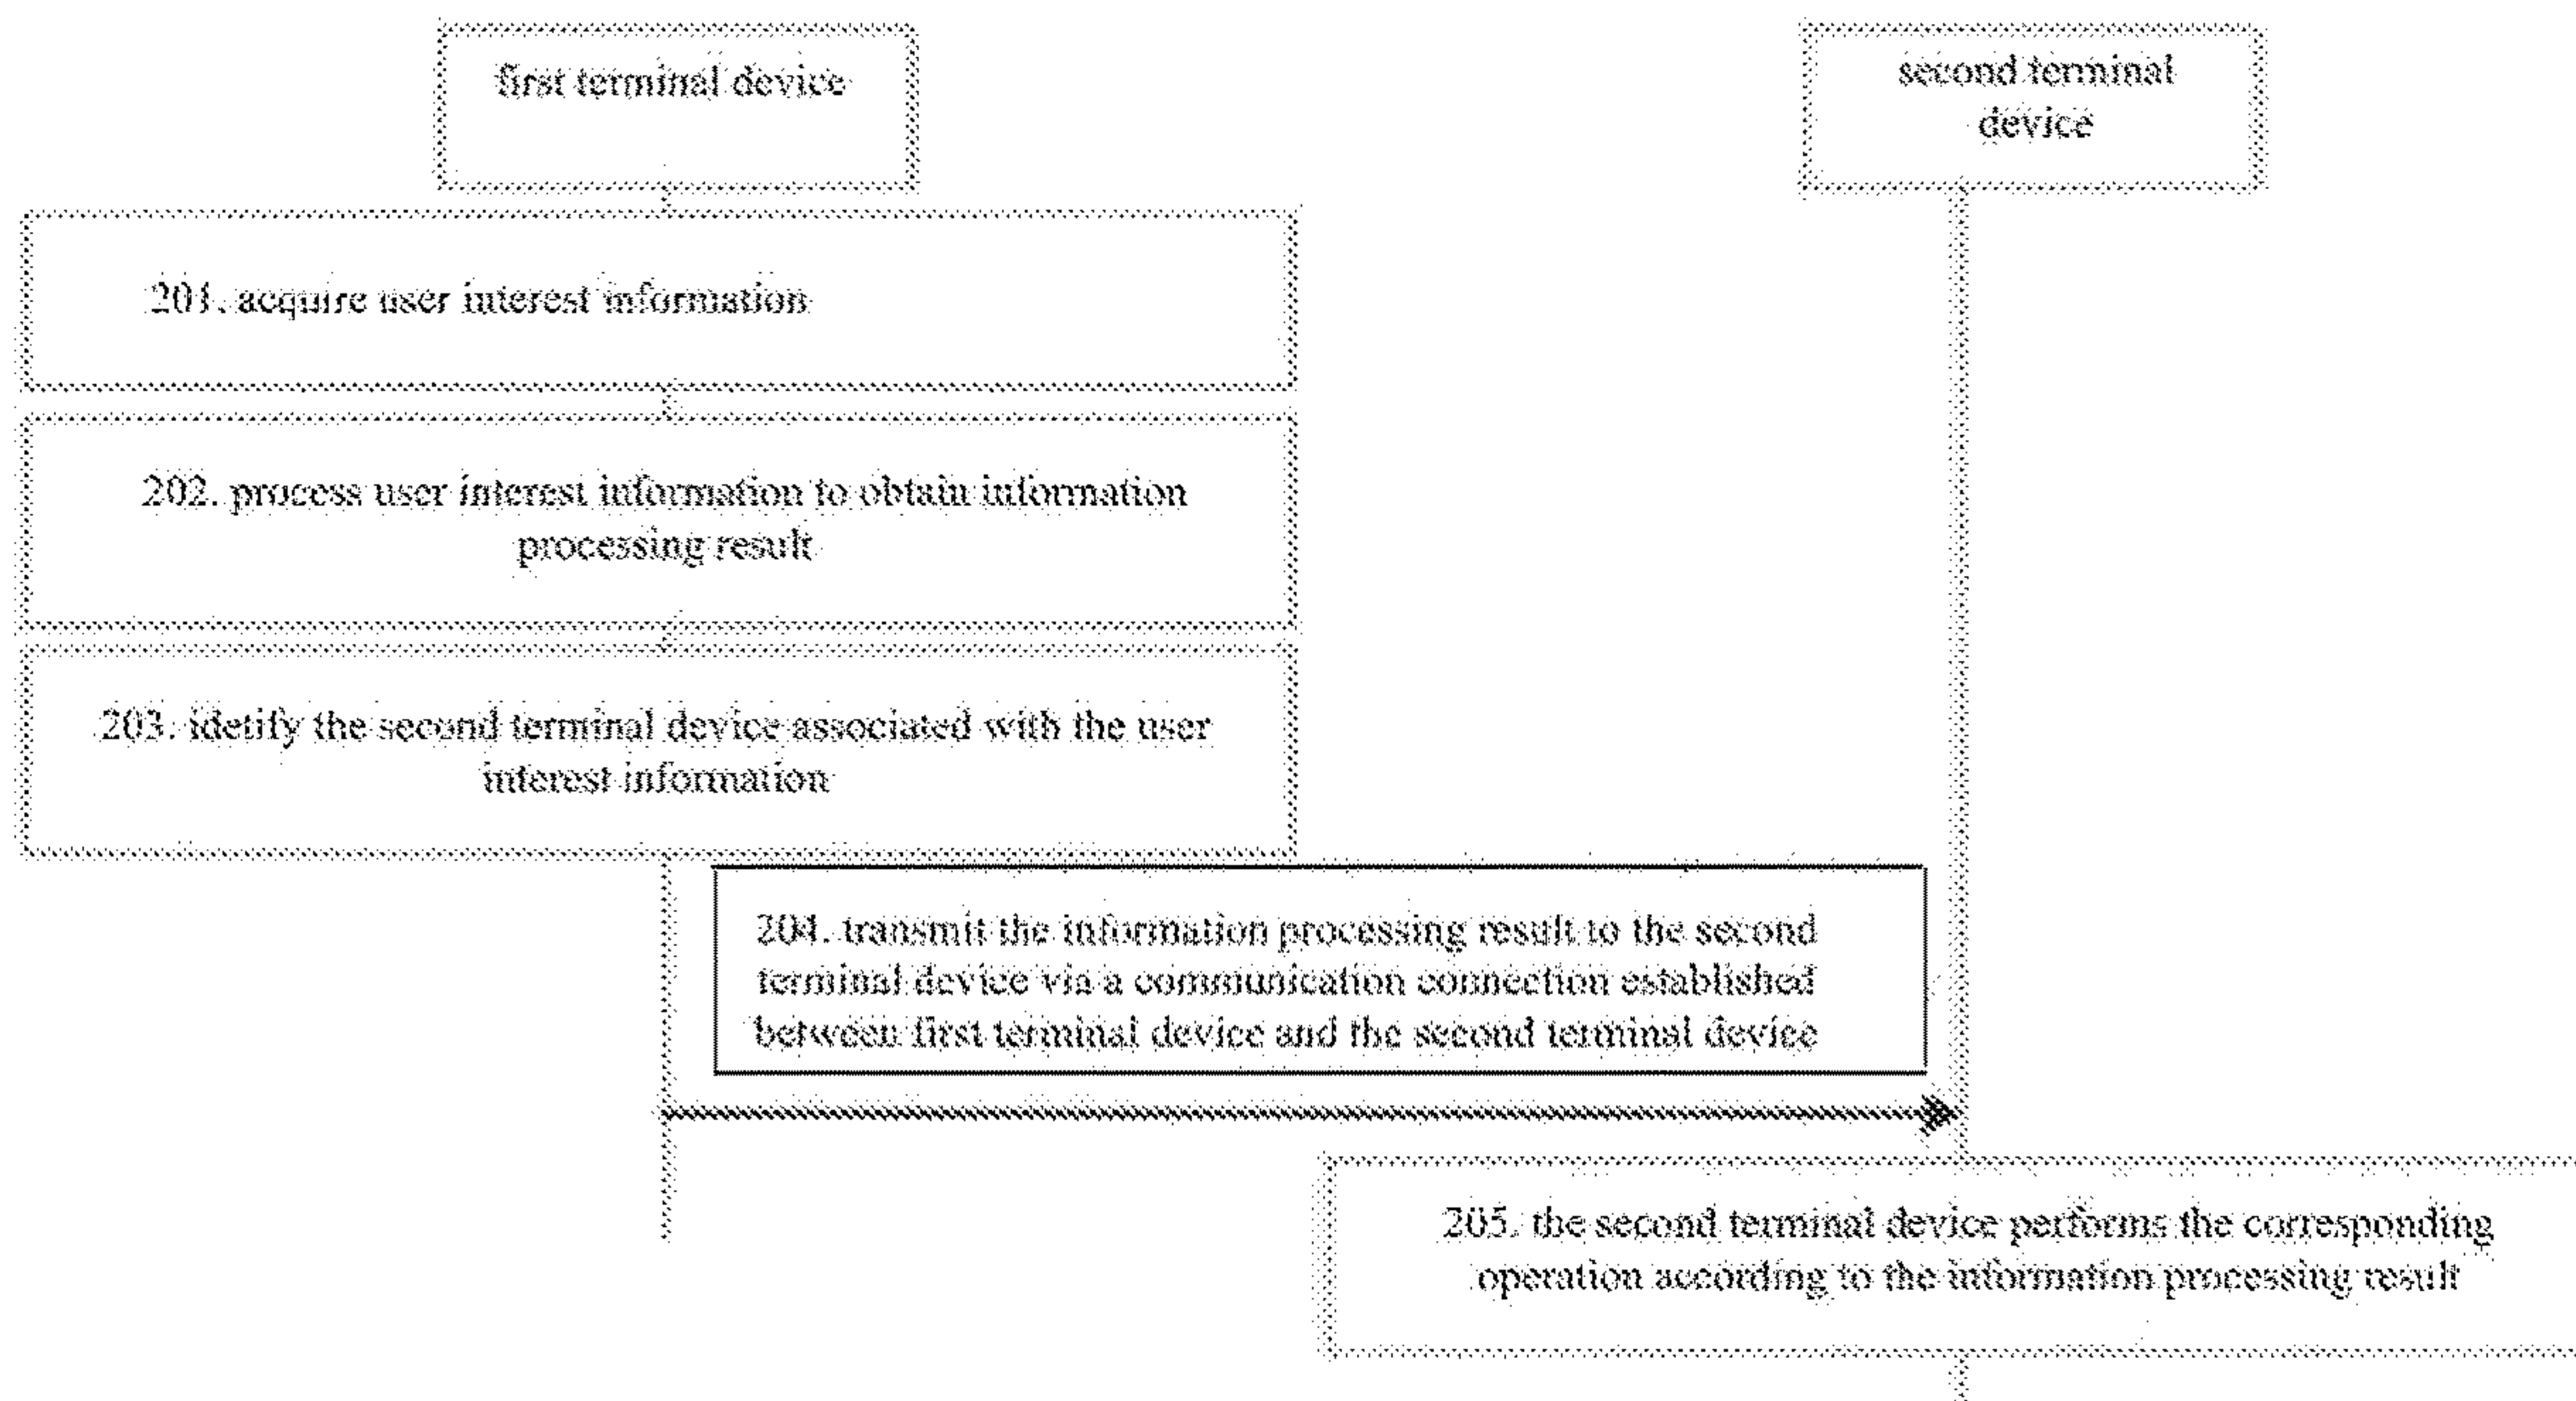 first terminal device
second terminal
device
201. acquire user interest information
202. process user interest information to obtain information
processing result
203. idetify the second terminal device associated with the user
interest information
204. transmit the information processing result to the second
terminal device via a communication connection established
between first terminal device and the second terminal device
205. the second terminal device performs the corresponding
operation according to the information processing result